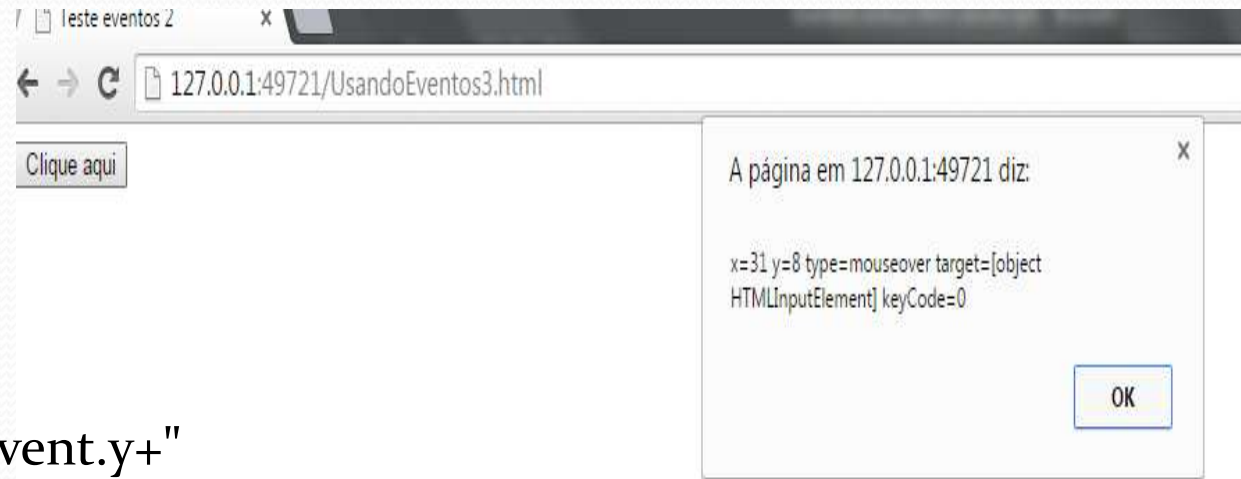 Teste eventos 2 x
127.0.0.1:49721/UsandoEventos3.html
Clique aqui
A página em 127.0.0.1:49721 diz: x
x=31 y=8 type=mouseover target=[object
HTMLInputElement] keyCode=0
OK
vent.y+"